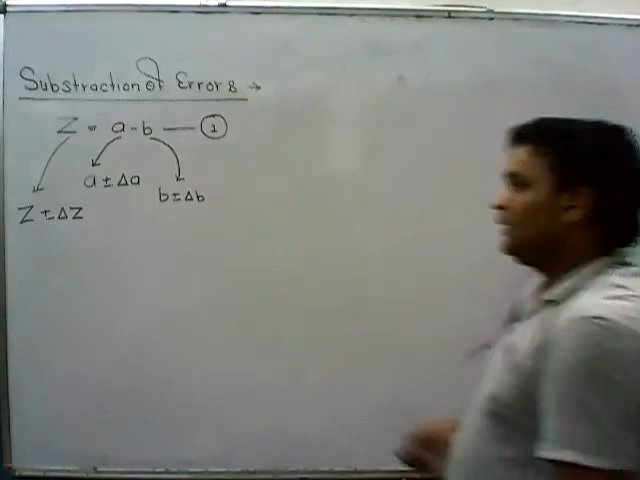 Substraction of Errors →
Z = a - b — ①
a ± Δa
b ± Δb
Z ± ΔZ